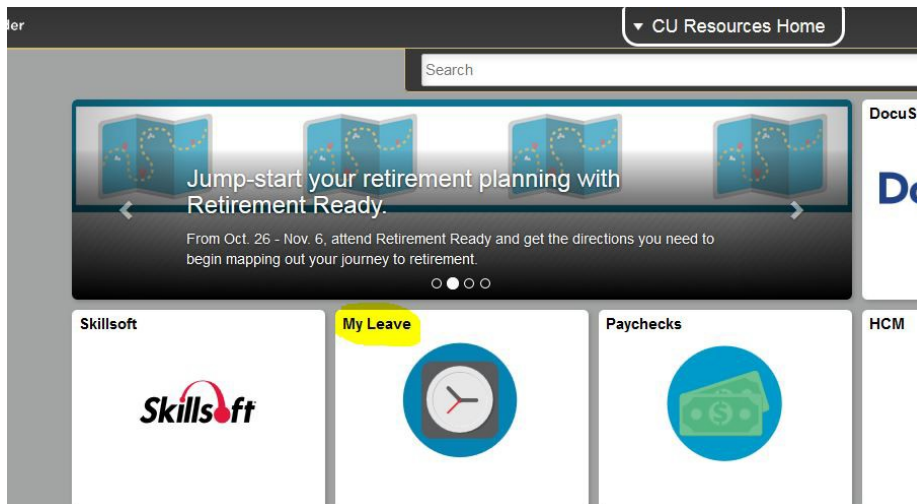 der
▾ CU Resources Home
Search
DocuS
Jump-start your retirement planning with
Retirement Ready.
From Oct. 26 - Nov. 6, attend Retirement Ready and get the directions you need to
begin mapping out your journey to retirement.
Do
Skillsoft
My Leave
Paychecks
HCM
Skillsoft
$